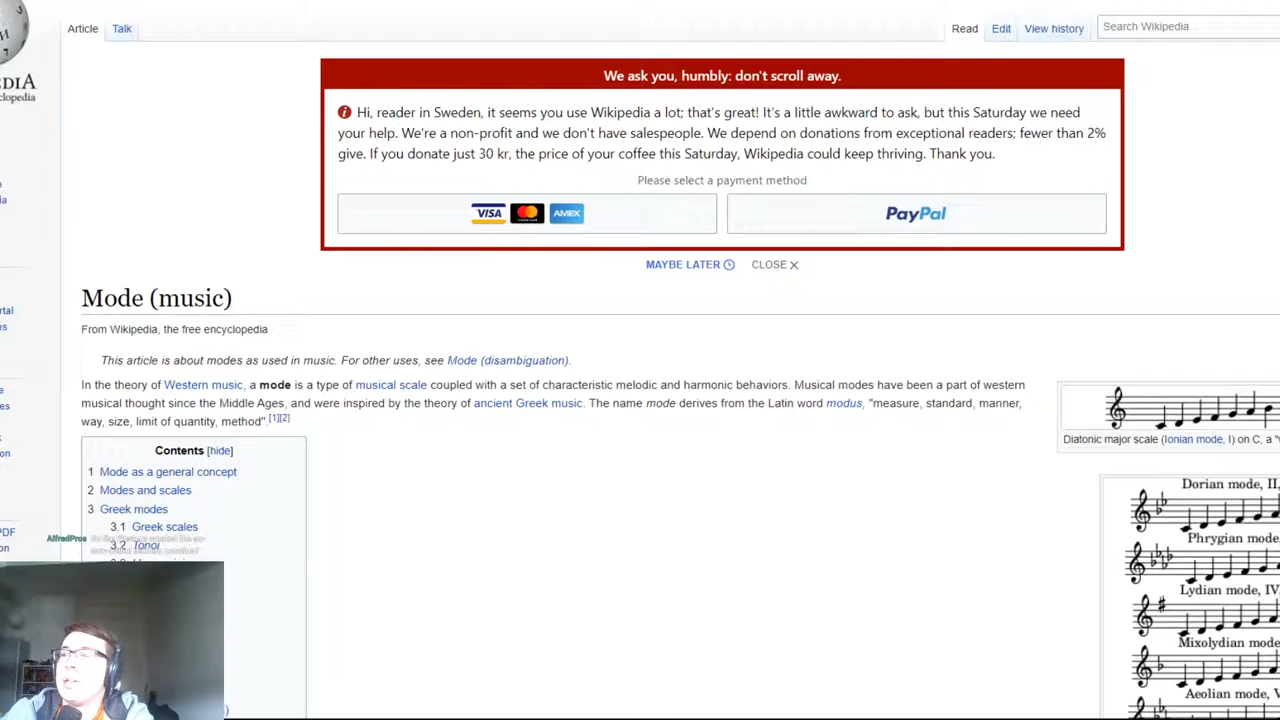 Article
Talk
Read
Edit
View history
Search Wikipedia
We ask you, humbly: don't scroll away.
Hi, reader in Sweden, it seems you use Wikipedia a lot; that's great! It's a little awkward to ask, but this Saturday we need
your help. We're a non-profit and we don't have salespeople. We depend on donations from exceptional readers; fewer than 2%
give. If you donate just 30 kr, the price of your coffee this Saturday, Wikipedia could keep thriving. Thank you.
Please select a payment method
VISA
AMEX
PayPal
MAYBE LATER
CLOSE
Mode (music)
From Wikipedia, the free encyclopedia
This article is about modes as used in music. For other uses, see Mode (disambiguation).
In the theory of Western music, a mode is a type of musical scale coupled with a set of characteristic melodic and harmonic behaviors. Musical modes have been a part of western
musical thought since the Middle Ages, and were inspired by the theory of ancient Greek music. The name mode derives from the Latin word modus, "measure, standard, manner,
way, size, limit of quantity, method".[1][2]
Contents [hide]
1 Mode as a general concept
2 Modes and scales
3 Greek modes
3.1 Greek scales
3.2 Tonoi
AlfredPros
PDF
Diatonic major scale (Ionian mode, I) on C, a
Dorian mode, II,
Phrygian mode,
Lydian mode, IV,
Mixolydian mode
Aeolian mode, V